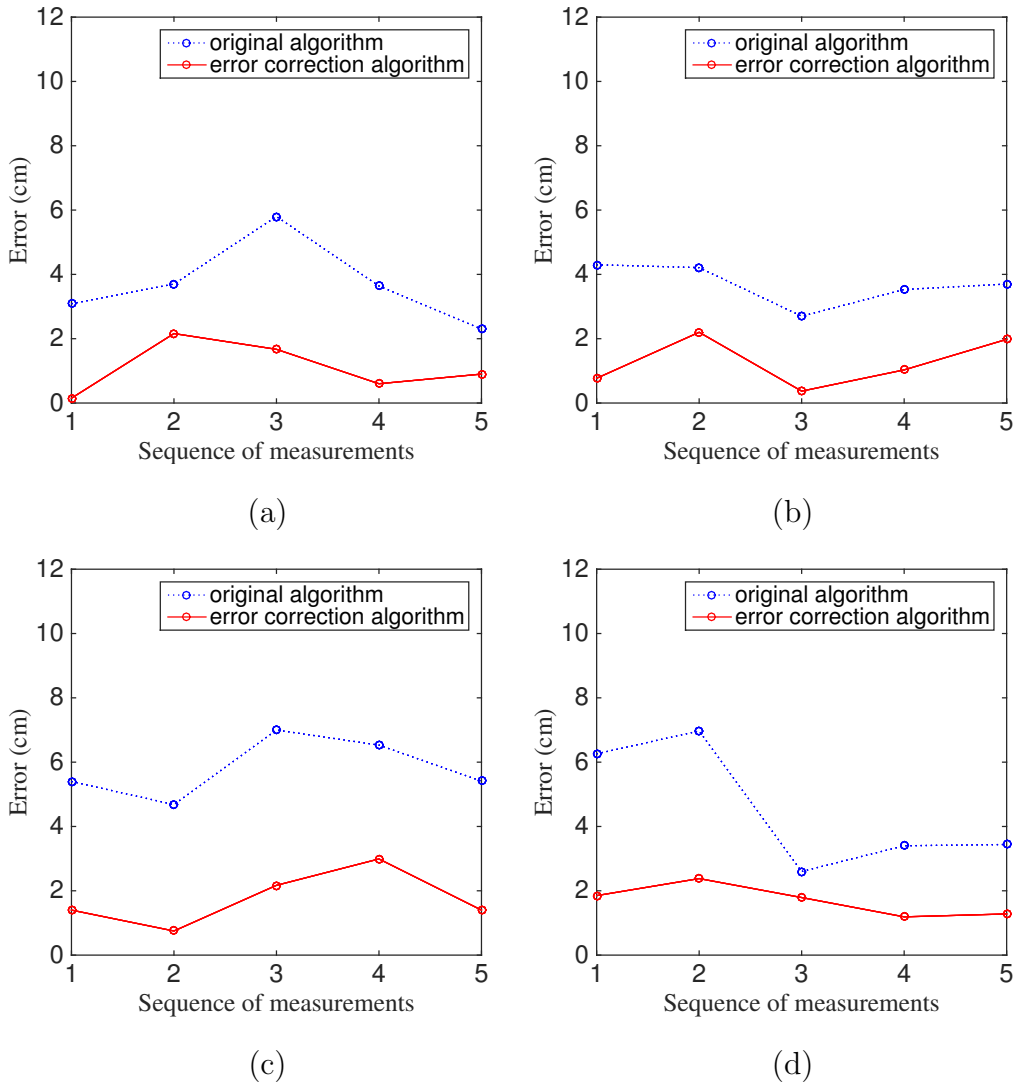 12
10
8
6
4
2
0
Error (cm)
original algorithm
error correction algorithm
1 2 3 4 5
Sequence of measurements
(a)
12
10
8
6
4
2
0
Error (cm)
original algorithm
error correction algorithm
1 2 3 4 5
Sequence of measurements
(b)
12
10
8
6
4
2
0
Error (cm)
original algorithm
error correction algorithm
1 2 3 4 5
Sequence of measurements
(c)
12
10
8
6
4
2
0
Error (cm)
original algorithm
error correction algorithm
1 2 3 4 5
Sequence of measurements
(d)